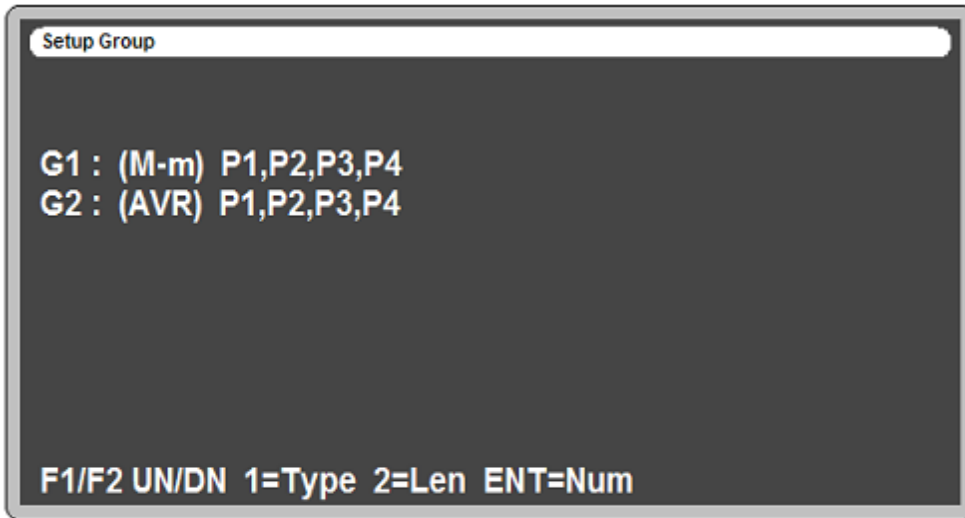 Setup Group
G1 : (M-m) P1,P2,P3,P4
G2 : (AVR) P1,P2,P3,P4
F1/F2 UN/DN 1=Type 2=Len ENT=Num